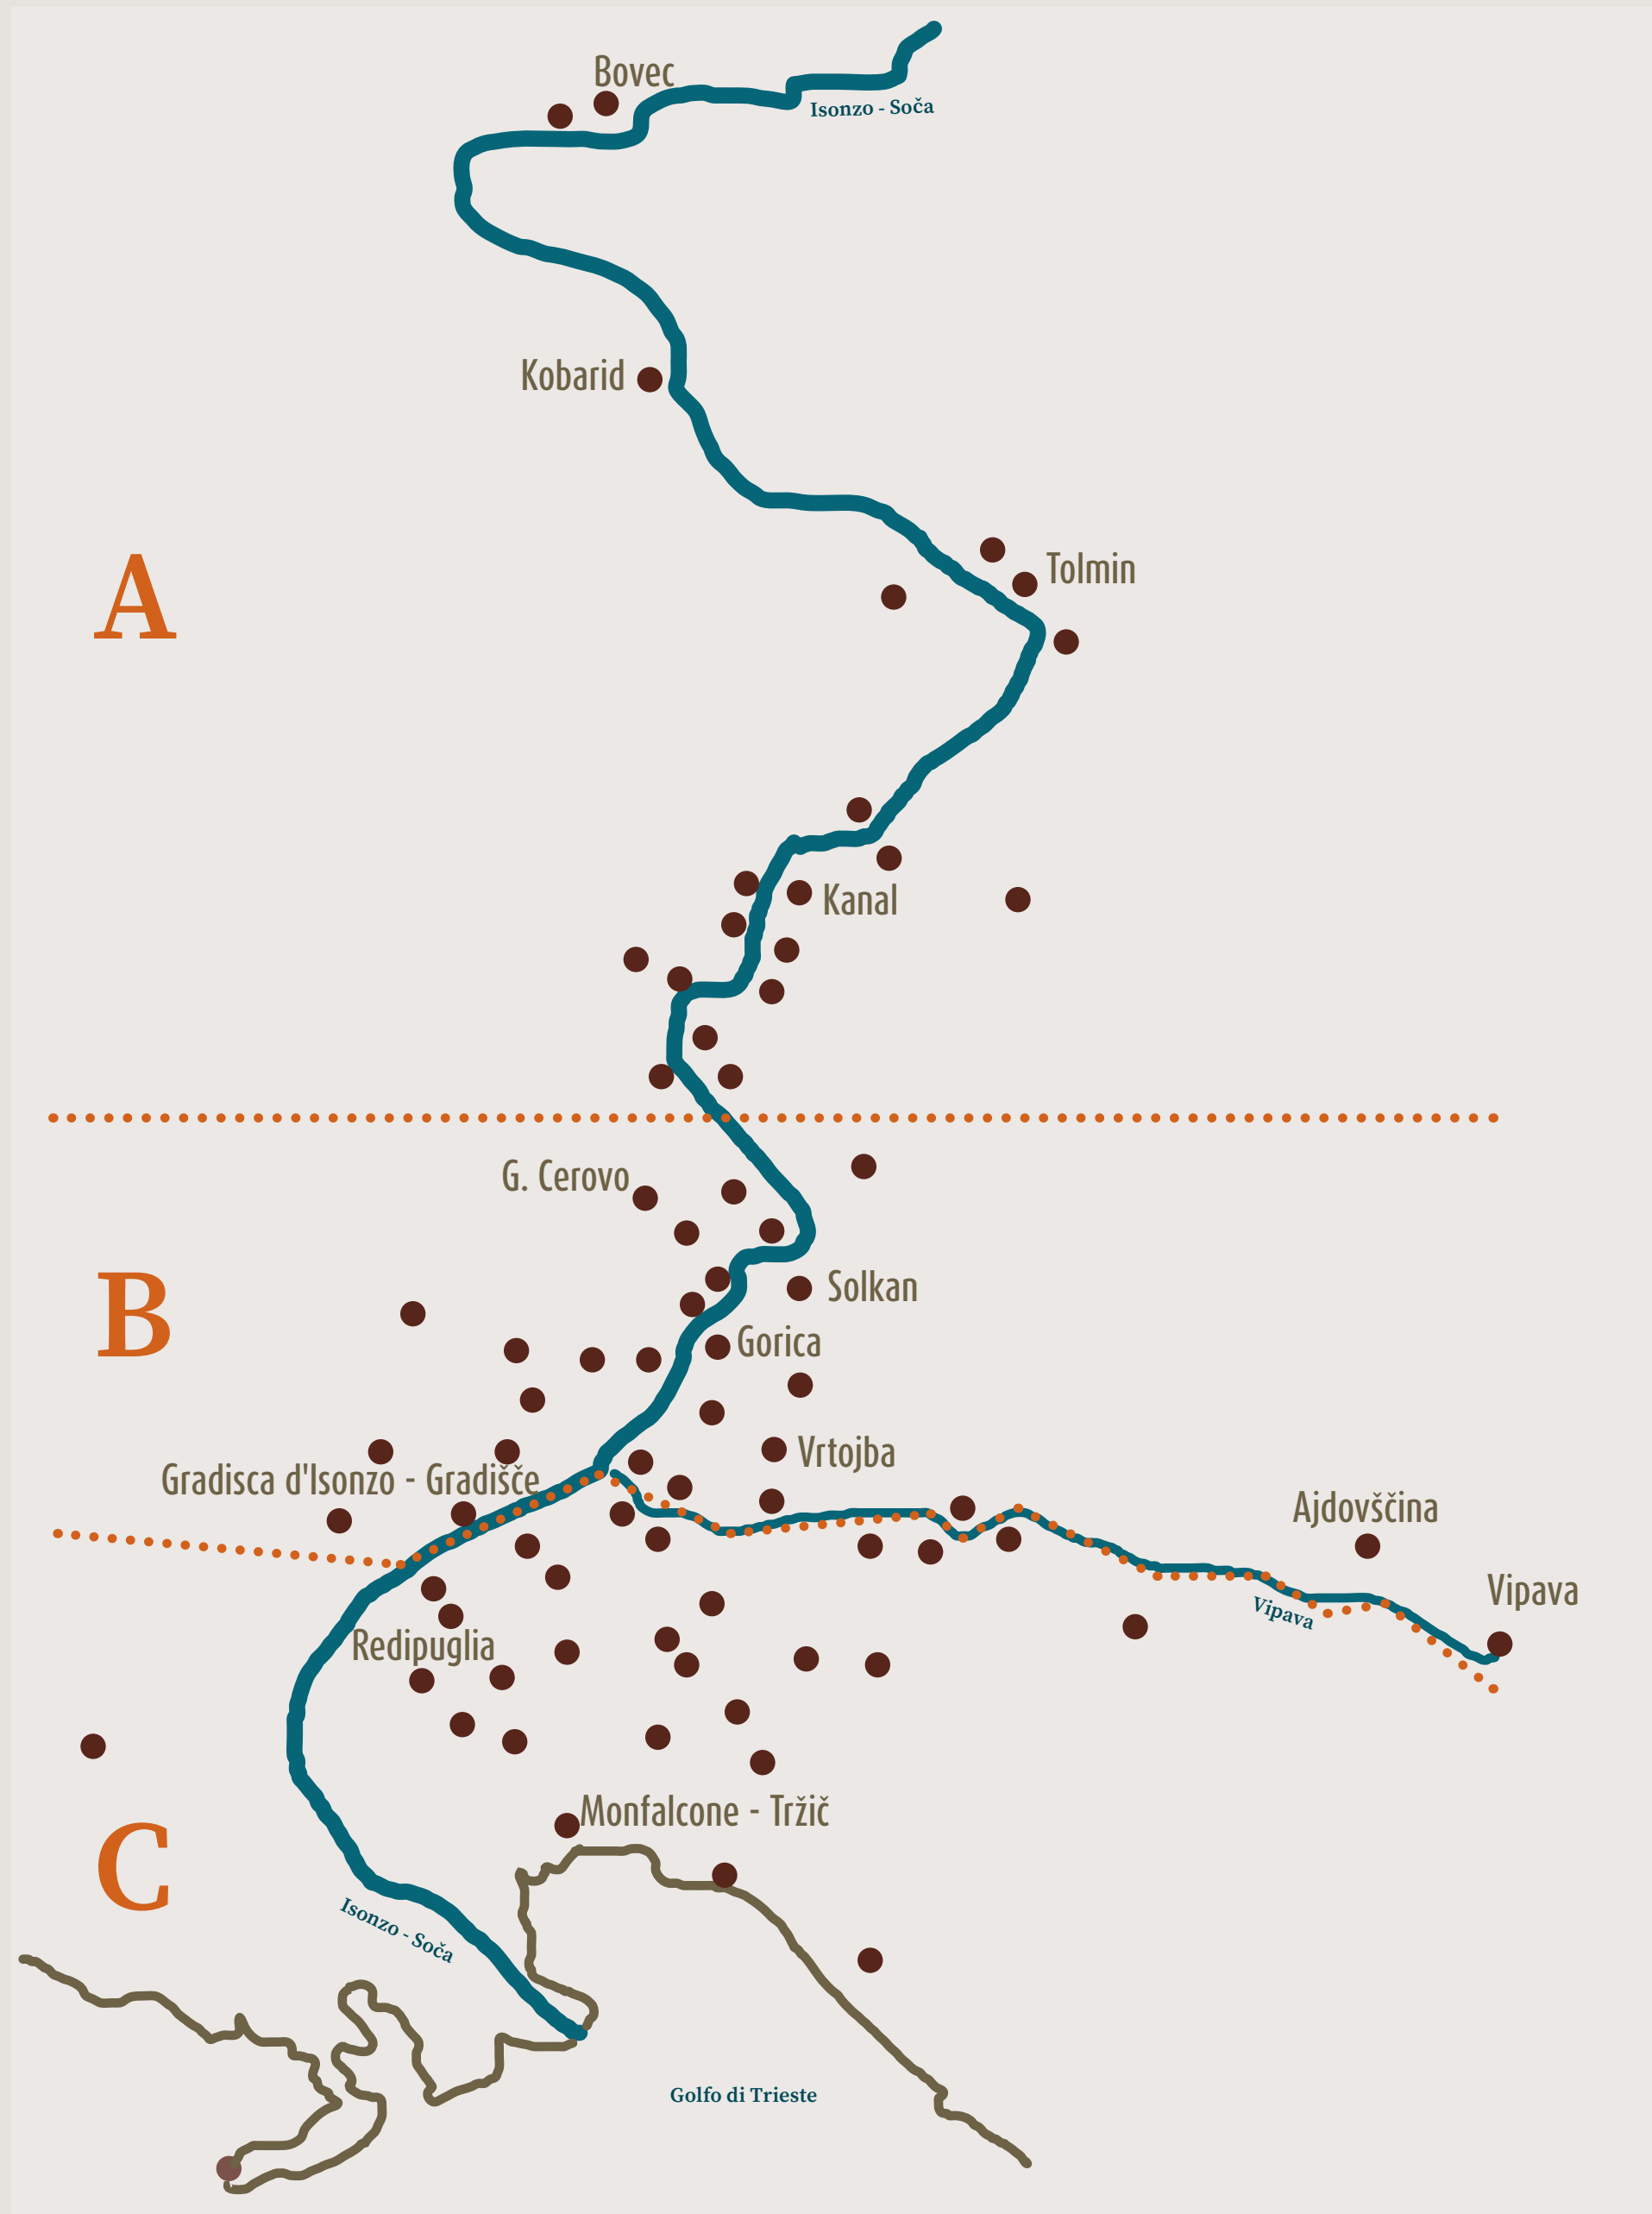 Bovec
Isonzo - Soča
Kobarid
Tolmin
A
Kanal
G. Cerovo
Solkan
B
Gorica
Vrtojba
Gradisca d'Isonzo - Gradišče
Ajdovščina
Vipava
Vipava
Redipuglia
Monfalcone - Tržič
C
Isonzo - Soča
Golfo di Trieste